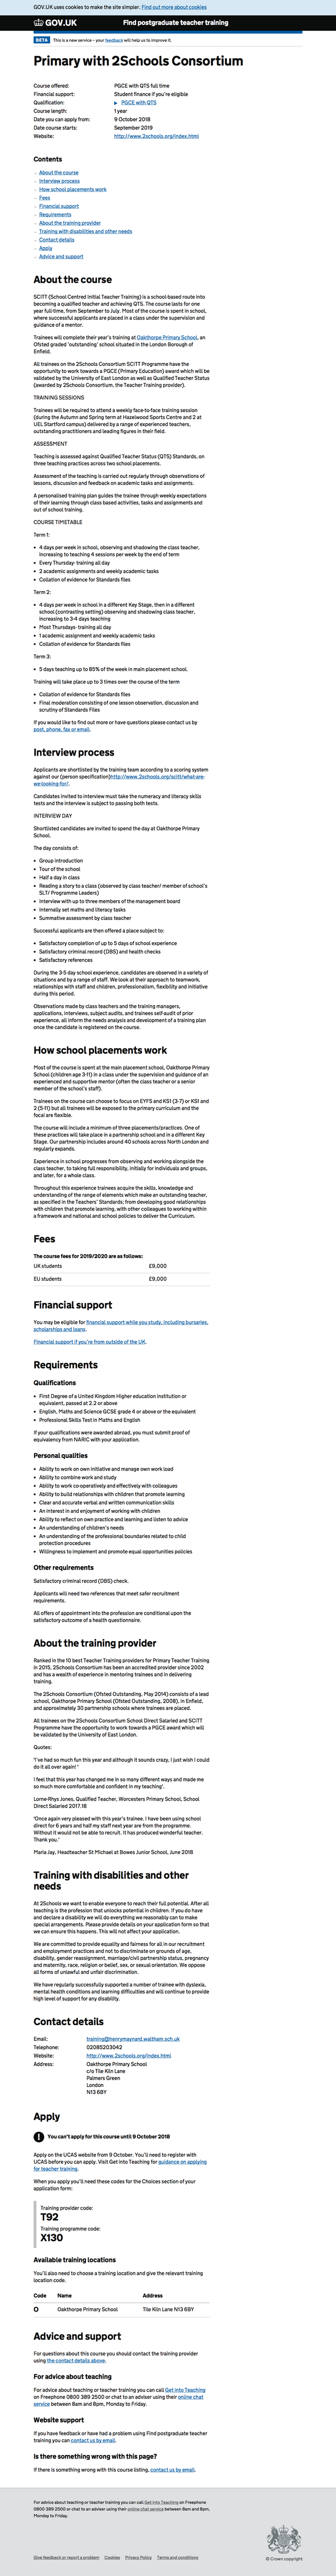 GOV.UK uses cookies to make the site simpler. Find out more about cookies
GOV.UK
Find postgraduate teacher training
BETA This is a new service – your feedback will help us to improve it.
Primary with 2Schools Consortium
Course offered: PGCE with QTS full time
Financial support: Student finance if you're eligible
Qualification: ▶ PGCE with QTS
Course length: 1 year
Date you can apply from: 9 October 2018
Date course starts: September 2019
Website: http://www.2schools.org/index.html
Contents
– About the course
– Interview process
– How school placements work
– Fees
– Financial support
– Requirements
– About the training provider
– Training with disabilities and other needs
– Contact details
– Apply
– Advice and support
About the course
SCITT (School Centred Initial Teacher Training) is a school-based route into
becoming a qualified teacher and achieving QTS. The course lasts for one
year full-time, from September to July. Most of the course is spent in school,
where successful applicants are placed in a class under the supervision and
guidance of a mentor.
Trainees will complete their year's training at Oakthorpe Primary School, an
Ofsted graded 'outstanding' school situated in the London Borough of
Enfield.
All trainees on the 2Schools Consortium SCITT Programme have the
opportunity to work towards a PGCE (Primary Education) award which will be
validated by the University of East London as well as Qualified Teacher Status
(awarded by 2Schools Consortium, the Teacher Training provider).
TRAINING SESSIONS
Trainees will be required to attend a weekly face-to-face training session
(during the Autumn and Spring term at Hazelwood Sports Centre and 2 at
UEL Startford campus) delivered by a range of experienced trainers,
outstanding practitioners and leading figures in their field.
ASSESSMENT
Teaching is assessed against Qualified Teacher Status (QTS) Standards, on
three teaching practices across two school placements.
Assessment of the teaching is carried out regularly through observations of
lessons, discussion and feedback on academic tasks and assignments.
A personalised training plan guides the trainee through weekly expectations
of their learning through class based activities, tasks and assignments in and
out of school training.
COURSE TIMETABLE
Term 1:
• 4 days per week in school, observing and shadowing the class teacher,
increasing to teaching 4 sessions per week by the end of term
• Every Thursday- training all day
• 2 academic assignments and weekly academic tasks
• Collation of evidence for Standards files
Term 2:
• 4 days per week in school in a different Key Stage, then in a different
school (contrasting setting) observing and shadowing class teacher,
increasing to 3-4 days teaching
• Most Thursdays- training all day
• 1 academic assignment and weekly academic tasks
• Collation of evidence for Standards files
Term 3:
• 5 days teaching up to 85% of the week in main placement school.
Training will take place up to 3 times over the course of the term
• Collation of evidence for Standards files
• Final moderation consisting of one lesson observation, discussion and
scrutiny of Standards Files
If you would like to find out more or have questions please contact us by
post, phone, fax or email.
Interview process
Applicants are shortlisted by the training team according to a scoring system
against our (person specification)http://www.2schools.org/scitt/what-are-
we-looking-for/.
Candidates invited to interview must take the numeracy and literacy skills
tests and the interview is subject to passing both tests.
INTERVIEW DAY
Shortlisted candidates are invited to spend the day at Oakthorpe Primary
School.
The day consists of:
• Group introduction
• Tour of the school
• Half a day in class
• Reading a story to a class (observed by class teacher/ member of school's
SLT/ Programme Leaders)
• Interview with up to three members of the management board
• Internally set maths and literacy tasks
• Summative assessment by class teacher
Successful applicants are then offered a place subject to:
• Satisfactory completion of up to 5 days of school experience
• Satisfactory criminal record (DBS) and health checks
• Satisfactory references
During the 3-5 day school experience, candidates are observed in a variety of
situations and by a range of staff. We look at their approach to teamwork,
relationships with staff and children, professionalism, flexibility and initiative
during this period.
Observations made by class teachers and the training managers,
applications, interviews, subject audits, and trainees self-audit of prior
experience, all inform the needs analysis and development of a training plan
once the candidate is registered on the course.
How school placements work
Most of the course is spent at the main placement school, Oakthorpe Primary
School (children age 3-11) in a class under the supervision and guidance of an
experienced and supportive mentor (often the class teacher or a senior
member of the school's staff).
Trainees on the course can choose to focus on EYFS and KS1 (3-7) or KS1 and
2 (5-11) but all trainees will be exposed to the primary curriculum and the
focal are flexible.
The course will include a minimum of three placements/practices. One of
these practices will take place in a partnership school and in a different Key
Stage. Our partnership includes 14 schools across North London and is
regularly expands.
Experience in school progresses from observing and working alongside the
class teacher, to taking full responsibility, initially for individuals and groups,
and later, for a whole class.
Throughout this experience trainees acquire the skills, knowledge and
understanding of the range of elements which make an outstanding teacher,
as specified in the Teachers' Standards; from developing good relationships
with children, promote learning, with other colleagues to working within
a framework and national and school policies to deliver the Curriculum.
Fees
The course fees for 2019/2020 are as follows:
UK students £9,000
EU students £9,000
Financial support
You may be eligible for financial support while you study, including bursaries,
scholarships and loans.
Financial support if you're from outside of the UK.
Requirements
Qualifications
• First Degree of a United Kingdom Higher education institution or
equivalent, passed at 2.2 or above
• English, Maths and Science GCSE grade 4 or above or the equivalent
• Professional Skills Test in Maths and English
If your qualifications were awarded abroad, you must submit proof of
equivalency from NARIC with your application.
Personal qualities
• Ability to work on own initiative and manage own work load
• Ability to combine work and study
• Ability to work co-operatively and effectively with colleagues
• Ability to build relationships with children that promote learning
• Clear and accurate verbal and written communication skills
• An interest in and enjoyment of working with children
• Ability to reflect on own practice and learning and listen to advice
• An understanding of children's needs
• An understanding of the professional boundaries related to child
protection procedures
• Willingness to implement and promote equal opportunities policies
Other requirements
Satisfactory criminal record (DBS) check.
Applicants will need two references that meet safer recruitment
requirements.
All offers of appointment into the profession are conditional upon the
satisfactory outcome of a health questionnaire.
About the training provider
Ranked in the 10 best Teacher Training providers for Primary Teacher Training
in 2015, 2Schools Consortium has been an accredited provider since 2002
and has a wealth of experience in mentoring trainees and in delivering
training.
The 2Schools Consortium (Ofsted Outstanding, May 2014) consists of a lead
school, Oakthorpe Primary School (Ofsted Outstanding, 2008), in Enfield,
and approximately 30 partnership schools where trainees are placed.
All trainees on the 2Schools Consortium School Direct Salaried and SCITT
Programme have the opportunity to work towards a PGCE award which will
be validated by the University of East London.
Quotes:
'I've had so much fun this year and although it sounds crazy, I just wish I could
do it all over again! '
I feel that this year has changed me in so many different ways and made me
so much more comfortable and confident in my teaching'.
Lorne-Rhys Jones, Qualified Teacher, Worcesters Primary School, School
Direct Salaried 2017.18
'Once again very pleased with this year's trainee. I have been using school
direct for 6 years and half my staff next year are from the programme.
Without it would not be able to recruit. It has produced wonderful teacher.
Thank you.'
Maria Jay, Headteacher St Michael at Bowes Junior School, June 2018
Training with disabilities and other
needs
At 2Schools we want to enable everyone to reach their full potential. After all
teaching is the profession that unlocks potential in children. If you do have
and declare a disability we will do everything we reasonably can to make
special arrangements. Please provide details on your application form so that
we can ensure this happens. This will not affect your application.
We are committed to provide equality and fairness for all in our recruitment
and employment practices and not to discriminate on grounds of age,
disability, gender reassignment, marriage/civil partnership status, pregnancy
and maternity, race, religion or belief, sex, or sexual orientation. We oppose
all forms of unlawful and unfair discrimination.
We have regularly successfully supported a number of trainee with dyslexia,
mental health conditions and learning difficulties and will continue to provide
high level of support for any disability.
Contact details
Email: training@henrymaynard.waltham.sch.uk
Telephone: 02085203042
Website: http://www.2schools.org/index.html
Address: Oakthorpe Primary School
c/o Tile Kiln Lane
Palmers Green
London
N13 6BY
Apply
! You can't apply for this course until 9 October 2018
Apply on the UCAS website from 9 October. You'll need to register with
UCAS before you can apply. Visit Get into Teaching for guidance on applying
for teacher training.
When you apply you'll need these codes for the Choices section of your
application form:
Training provider code:
T92
Training programme code:
X130
Available training locations
You'll also need to choose a training location and give the relevant training
location code.
Code Name Address
O Oakthorpe Primary School Tile Kiln Lane N13 6BY
Advice and support
For questions about this course you should contact the training provider
using the contact details above.
For advice about teaching
For advice about teaching or teacher training you can call Get into Teaching
on Freephone 0800 389 2500 or chat to an adviser using their online chat
service between 8am and 8pm, Monday to Friday.
Website support
If you have feedback or have had a problem using Find postgraduate teacher
training you can contact us by email.
Is there something wrong with this page?
If there is something wrong with this course listing, contact us by email.
For advice about teaching or teacher training you can call Get Into Teaching on Freephone
0800 389 2500 or chat to an adviser using their online chat service between 8am and 8pm,
Monday to Friday.
Give feedback or report a problem Cookies Privacy Policy Terms and conditions
© Crown copyright